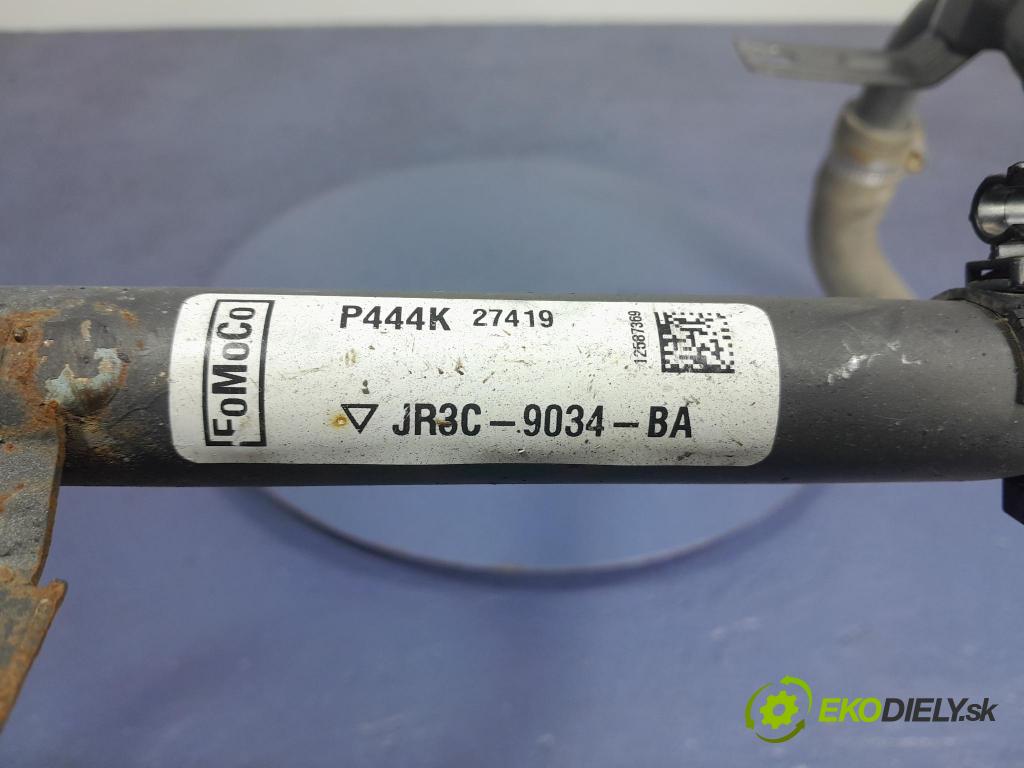 FoMoCo
P444K 27419
12587369
JR3C-9034-BA
EKODIELY.sk